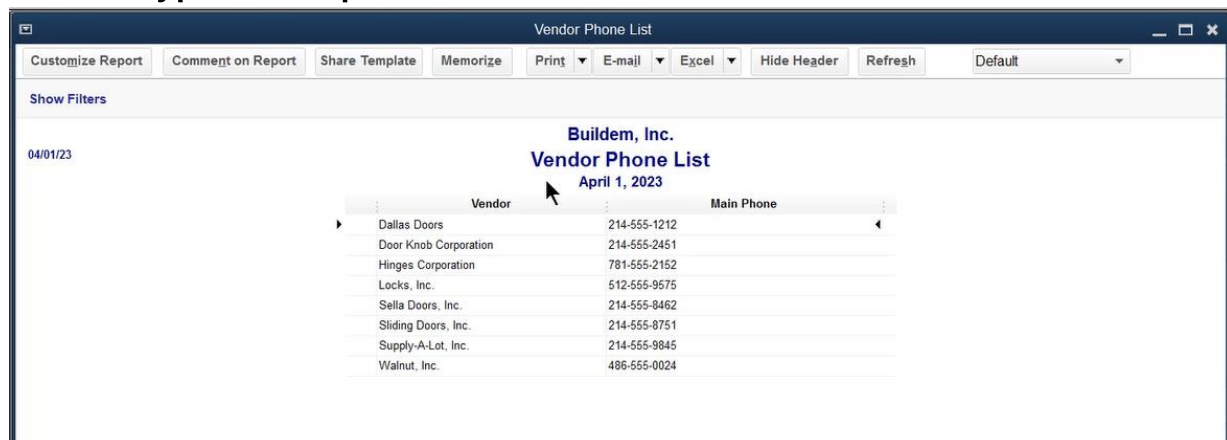 Vendor Phone List
Customize Report Comment on Report Share Template Memorize Print E-mail Excel Hide Header Refresh Default
Show Filters
Buildem, Inc.
04/01/23
Vendor Phone List
April 1, 2023
Vendor Main Phone
Dallas Doors 214-555-1212
Door Knob Corporation 214-555-2451
Hinges Corporation 781-555-2152
Locks, Inc. 512-555-9575
Sella Doors, Inc. 214-555-8462
Sliding Doors, Inc. 214-555-8751
Supply-A-Lot, Inc. 214-555-9845
Walnut, Inc. 486-555-0024